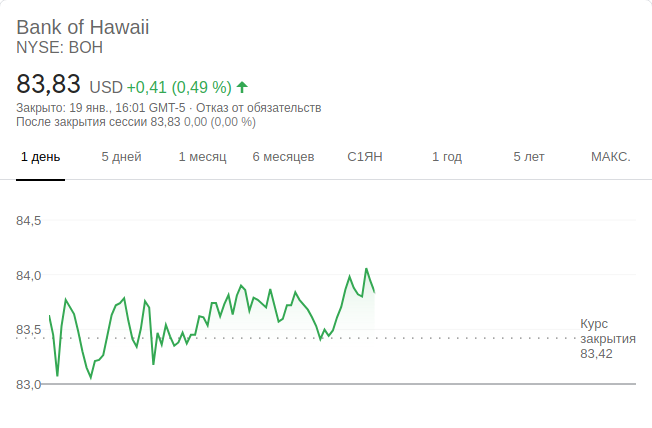 Bank of Hawaii
NYSE: BOH
83,83 USD +0,41 (0,49 %)
Закрыто: 19 янв., 16:01 GMT-5 · Отказ от обязательств
После закрытия сессии 83,83 0,00 (0,00 %)
1 день 5 дней 1 месяц 6 месяцев С1ЯН 1 год 5 лет МАКС.
84,5
84,0
83,5
Курс
закрытия
83,42
83,0